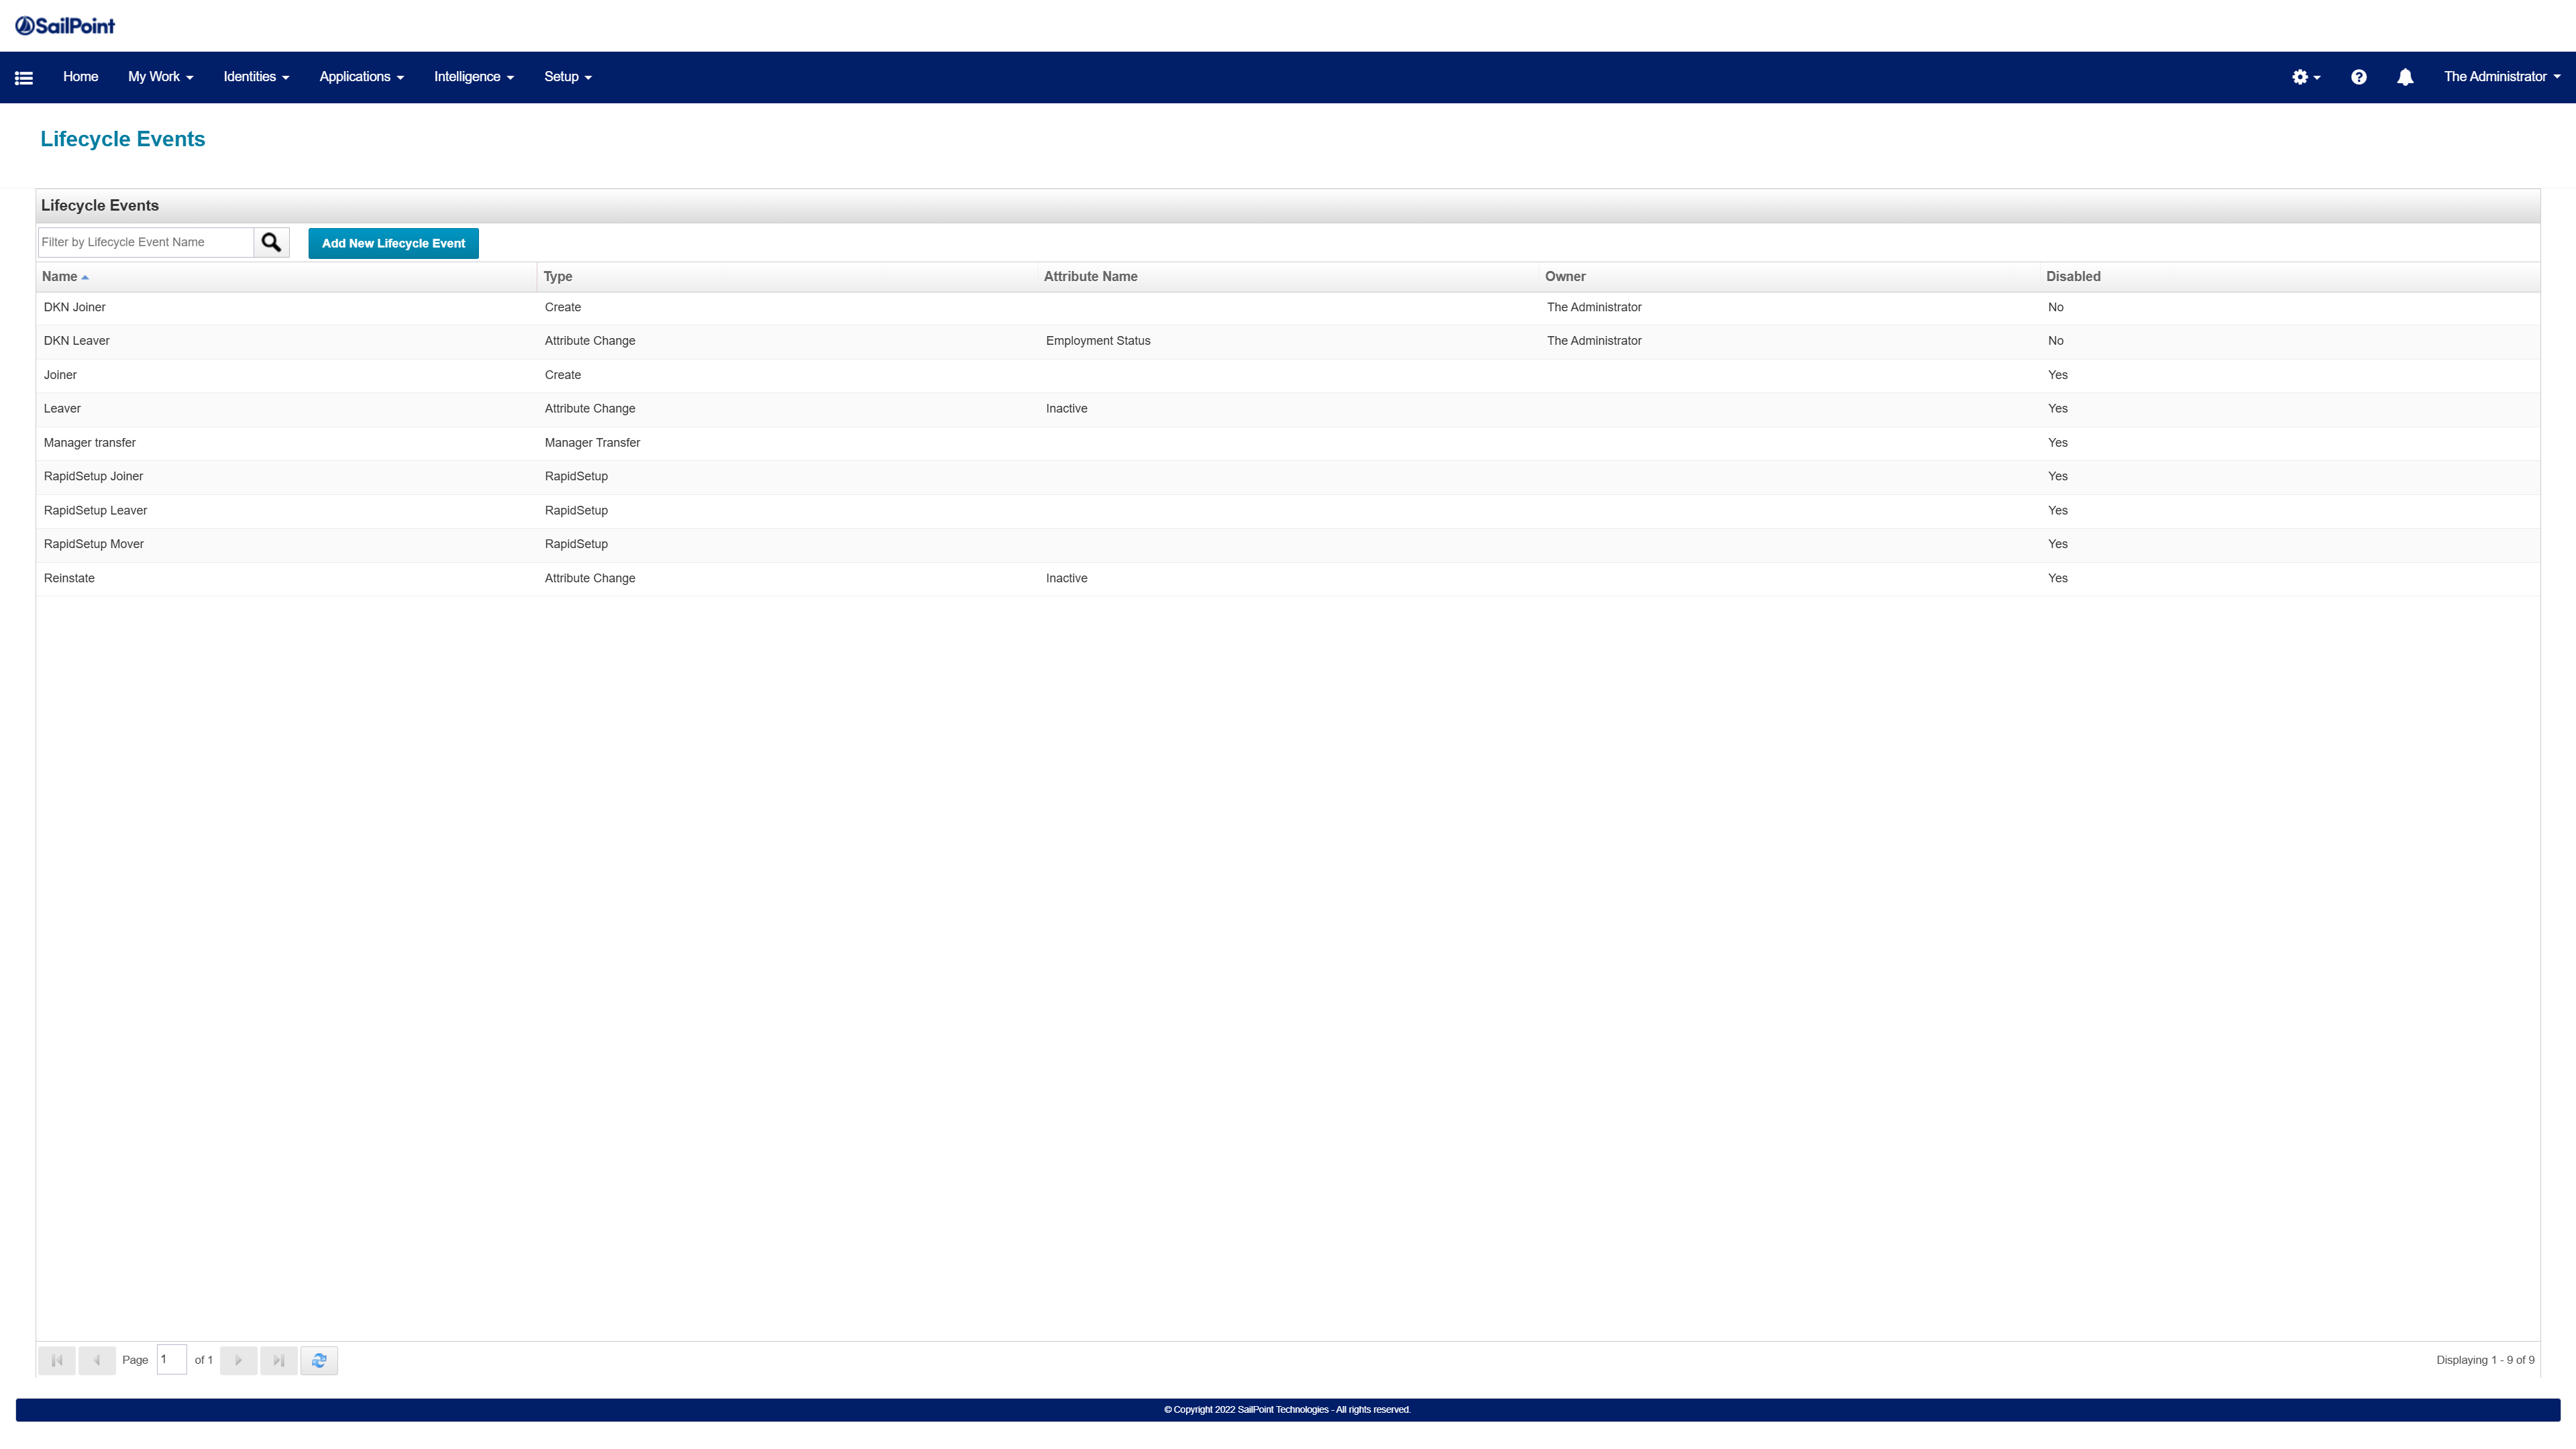 SailPoint
Home My Work Identities Applications Intelligence Setup The Administrator
Lifecycle Events
Lifecycle Events
Filter by Lifecycle Event Name Add New Lifecycle Event
Name Type Attribute Name Owner Disabled
DKN Joiner Create The Administrator No
DKN Leaver Attribute Change Employment Status The Administrator No
Joiner Create Yes
Leaver Attribute Change Inactive Yes
Manager transfer Manager Transfer Yes
RapidSetup Joiner RapidSetup Yes
RapidSetup Leaver RapidSetup Yes
RapidSetup Mover RapidSetup Yes
Reinstate Attribute Change Inactive Yes
Page 1 of 1 Displaying 1 - 9 of 9
© Copyright 2022 SailPoint Technologies - All rights reserved.